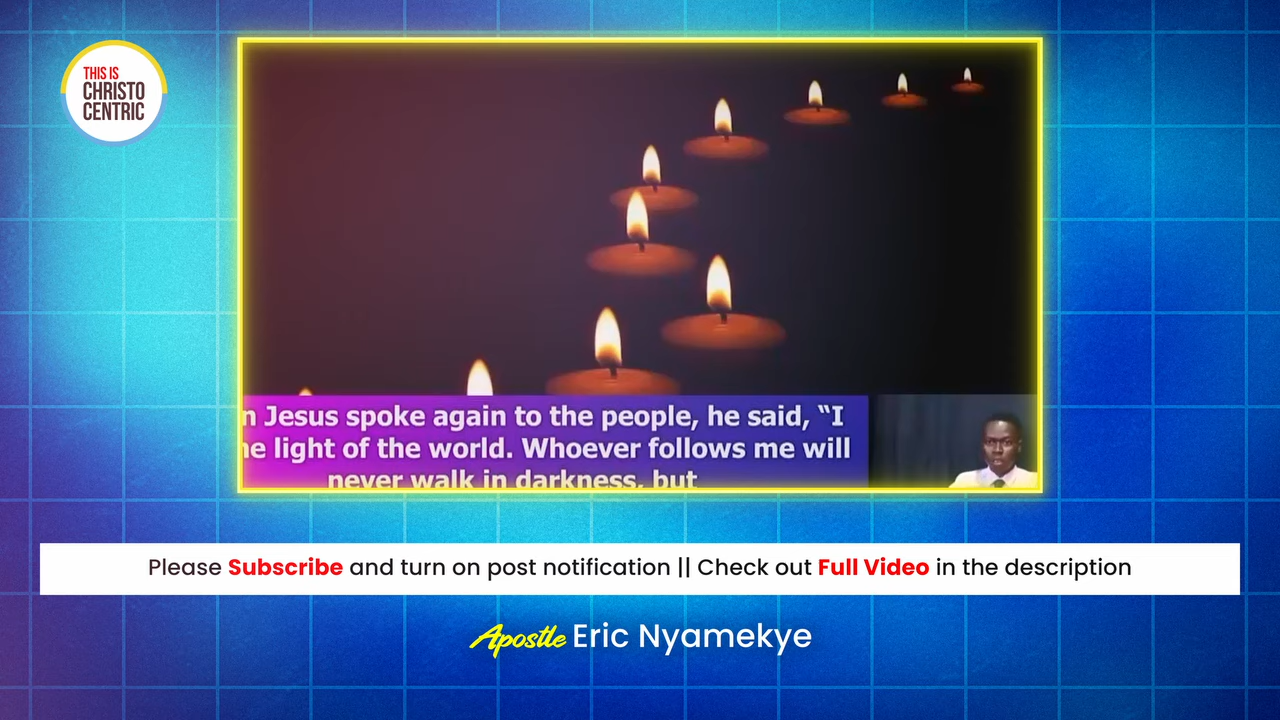 THIS IS
CHRISTO
CENTRIC
n Jesus spoke again to the people, he said, “I
he light of the world. Whoever follows me will
never walk in darkness, but
Please Subscribe and turn on post notification || Check out Full Video in the description
Apostle Eric Nyamekye